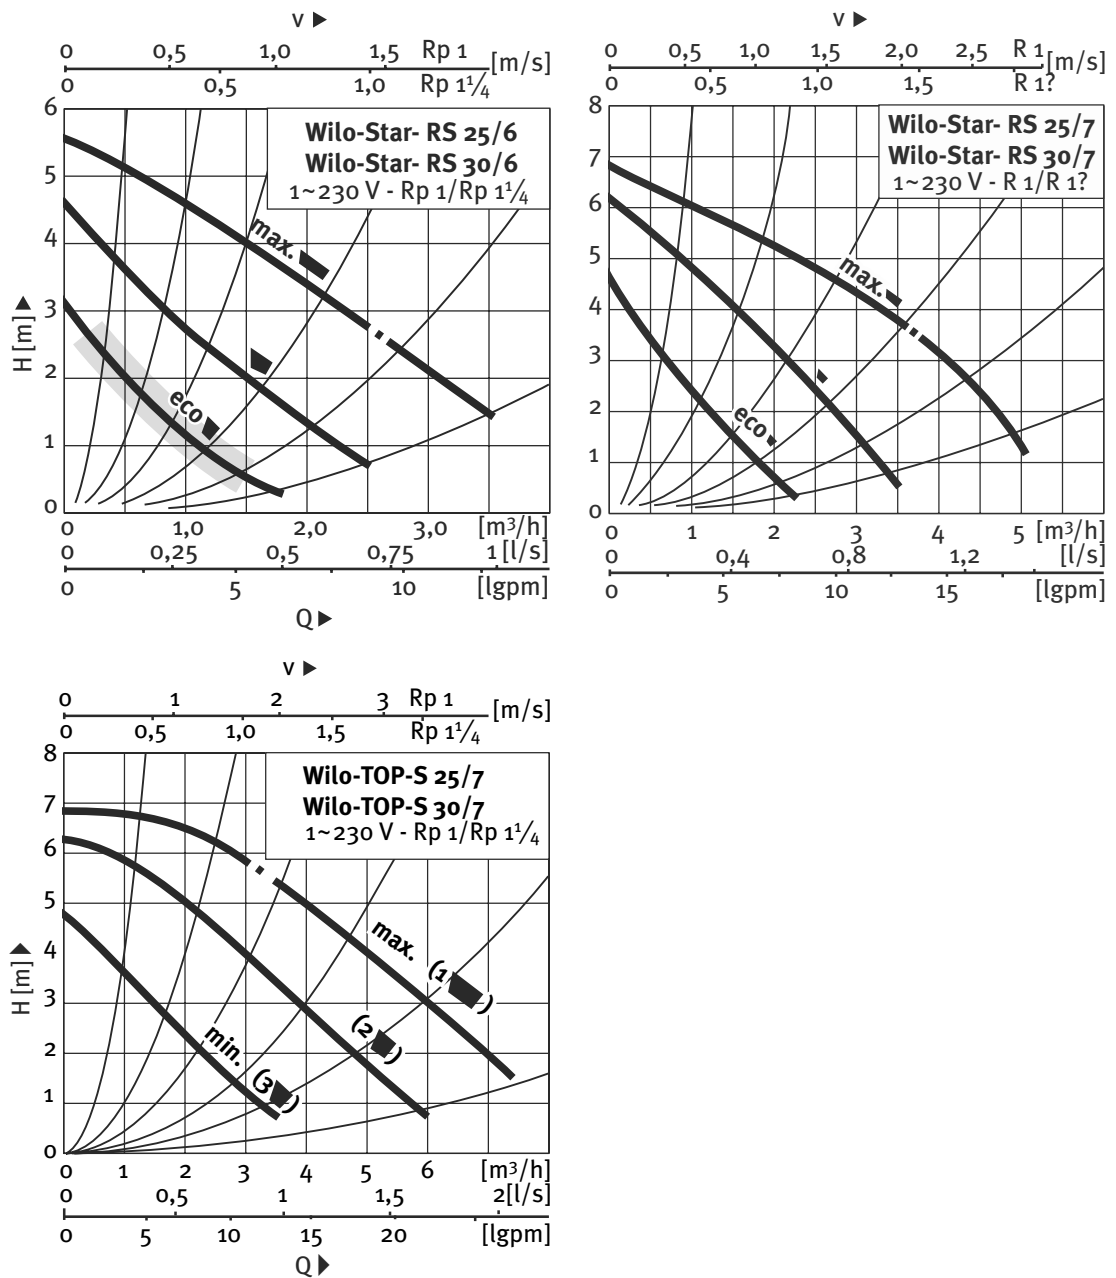 v ▶
0 0,5 1,0 1,5 Rp 1 [m/s]
0,5 1,0 Rp 1¼
0
Wilo-Star- RS 25/6
Wilo-Star- RS 30/6
1~230 V - Rp 1/Rp 1¼
6
5
4
3
2
1
0
H [m] ▶
max.
eco
0 1,0 2,0 3,0 [m³/h]
0 0,25 0,5 0,75 1 [l/s]
0 5 10 [lgpm]
Q ▶
v ▶
0 0,5 1,0 1,5 2,0 2,5 R 1 [m/s]
0 0,5 1,0 1,5 R 1?
Wilo-Star- RS 25/7
Wilo-Star- RS 30/7
1~230 V - R 1/R 1?
8
7
6
5
4
3
2
1
0
max.
eco
0 1 2 3 4 5 [m³/h]
0 0,4 0,8 1,2 [l/s]
0 5 10 15 [lgpm]
v ▶
0 1 2 3 Rp 1 [m/s]
0 0,5 1,0 1,5 Rp 1¼
Wilo-TOP-S 25/7
Wilo-TOP-S 30/7
1~230 V - Rp 1/Rp 1¼
8
7
6
5
4
3
2
1
0
H [m] ▶
max. (1 )
(2 )
min. (3 )
0 1 2 3 4 5 6 [m³/h]
0 0,5 1 1,5 2 [l/s]
0 5 10 15 20 [lgpm]
Q ▶